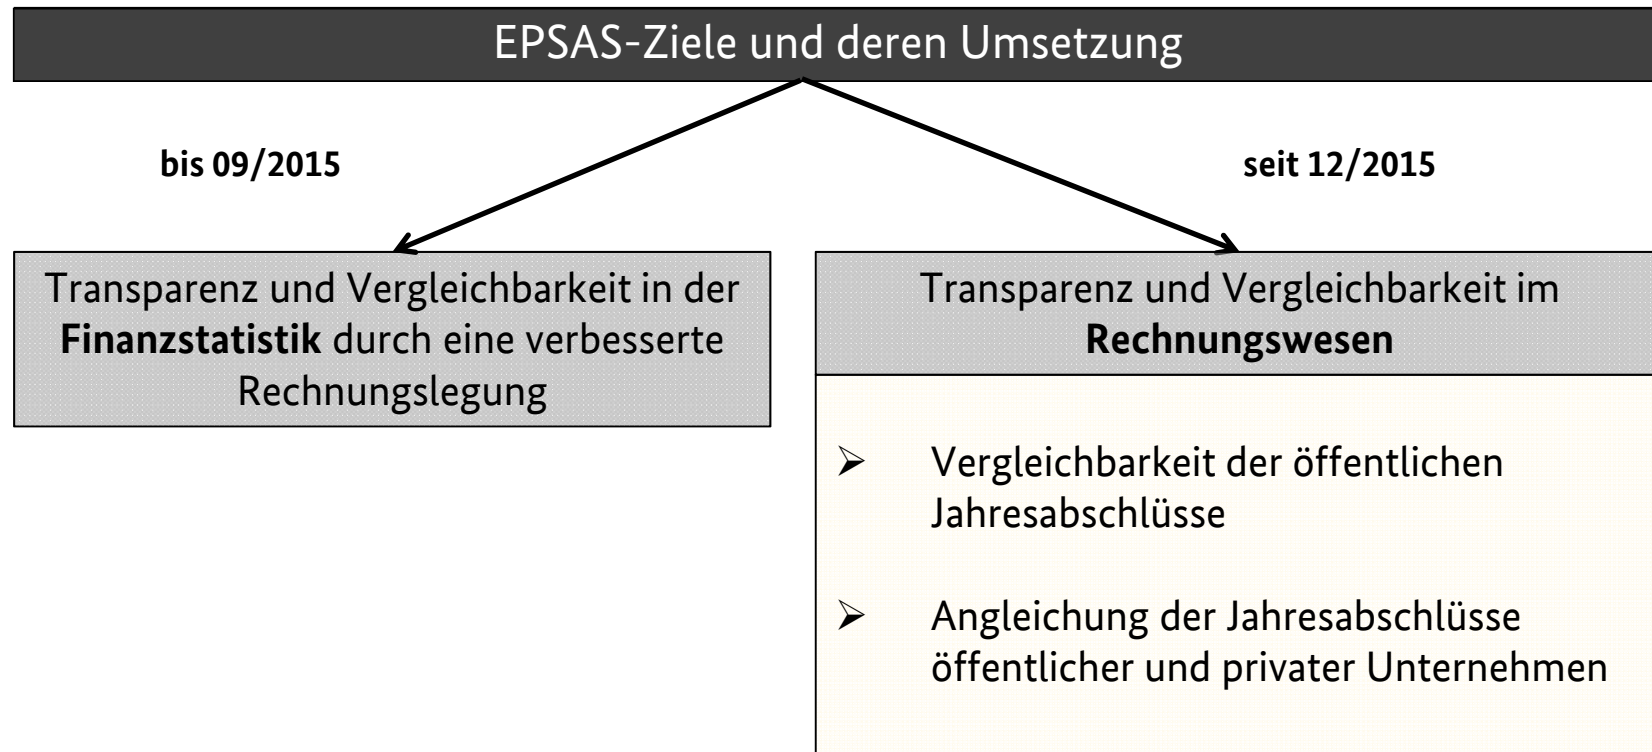 EPSAS-Ziele und deren Umsetzung
bis 09/2015
seit 12/2015
Transparenz und Vergleichbarkeit in der
Finanzstatistik durch eine verbesserte
Rechnungslegung
Transparenz und Vergleichbarkeit im
Rechnungswesen
➢ Vergleichbarkeit der öffentlichen
Jahresabschlüsse
➢ Angleichung der Jahresabschlüsse
öffentlicher und privater Unternehmen